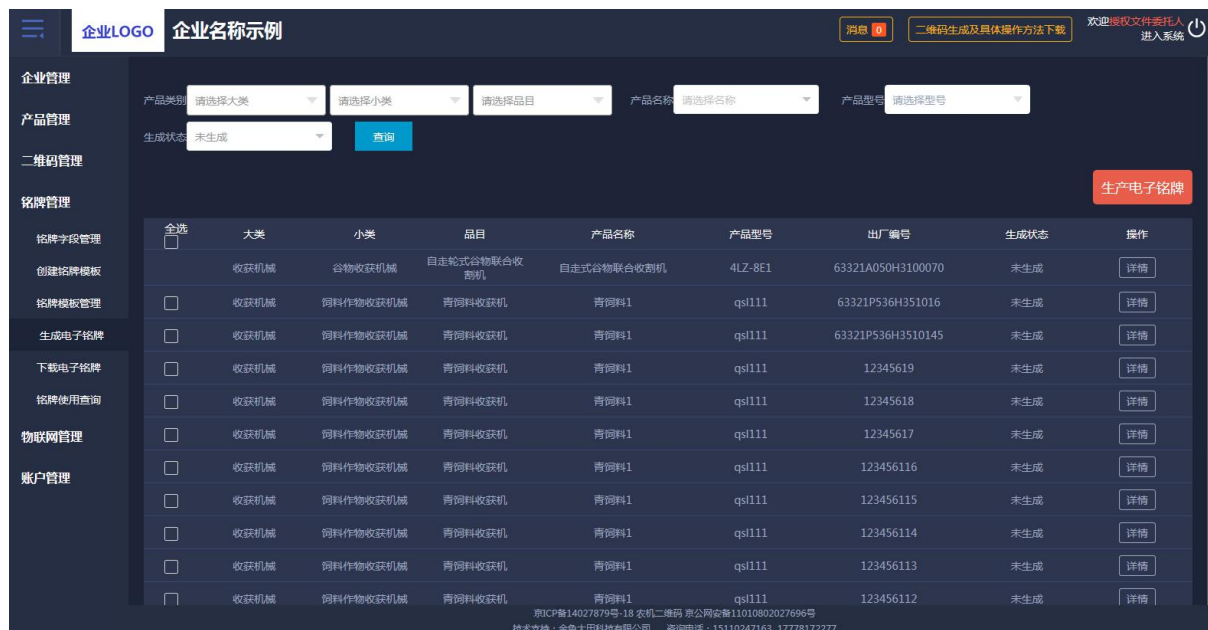 企业LOGO 企业名称示例 消息 0 二维码生成及具体操作方法下载 欢迎授权文件委托人
进入系统
企业管理
产品管理
二维码管理
铭牌管理
铭牌字段管理
创建铭牌模板
铭牌模板管理
生成电子铭牌
下载电子铭牌
铭牌使用查询
物联网管理
账户管理
产品类别 请选择大类 请选择小类 请选择品目 产品名称 请选择名称 产品型号 请选择型号
生成状态 未生成 查询
生产电子铭牌
全选 大类 小类 品目 产品名称 产品型号 出厂编号 生成状态 操作
收获机械 谷物收获机械 自走轮式谷物联合收割机 自走式谷物联合收割机 4LZ-8E1 63321A050H3100070 未生成 详情
收获机械 饲料作物收获机械 青饲料收获机 青饲料1 qsl111 63321P536H351016 未生成 详情
收获机械 饲料作物收获机械 青饲料收获机 青饲料1 qsl111 63321P536H3510145 未生成 详情
收获机械 饲料作物收获机械 青饲料收获机 青饲料1 qsl111 12345619 未生成 详情
收获机械 饲料作物收获机械 青饲料收获机 青饲料1 qsl111 12345618 未生成 详情
收获机械 饲料作物收获机械 青饲料收获机 青饲料1 qsl111 12345617 未生成 详情
收获机械 饲料作物收获机械 青饲料收获机 青饲料1 qsl111 123456116 未生成 详情
收获机械 饲料作物收获机械 青饲料收获机 青饲料1 qsl111 123456115 未生成 详情
收获机械 饲料作物收获机械 青饲料收获机 青饲料1 qsl111 123456114 未生成 详情
收获机械 饲料作物收获机械 青饲料收获机 青饲料1 qsl111 123456113 未生成 详情
收获机械 饲料作物收获机械 青饲料收获机 青饲料1 qsl111 123456112 未生成 详情
京ICP备14027879号-18 农机二维码 京公网安备11010802027696号
技术支持：金色大田科技有限公司 咨询电话：15110247163 17778172277